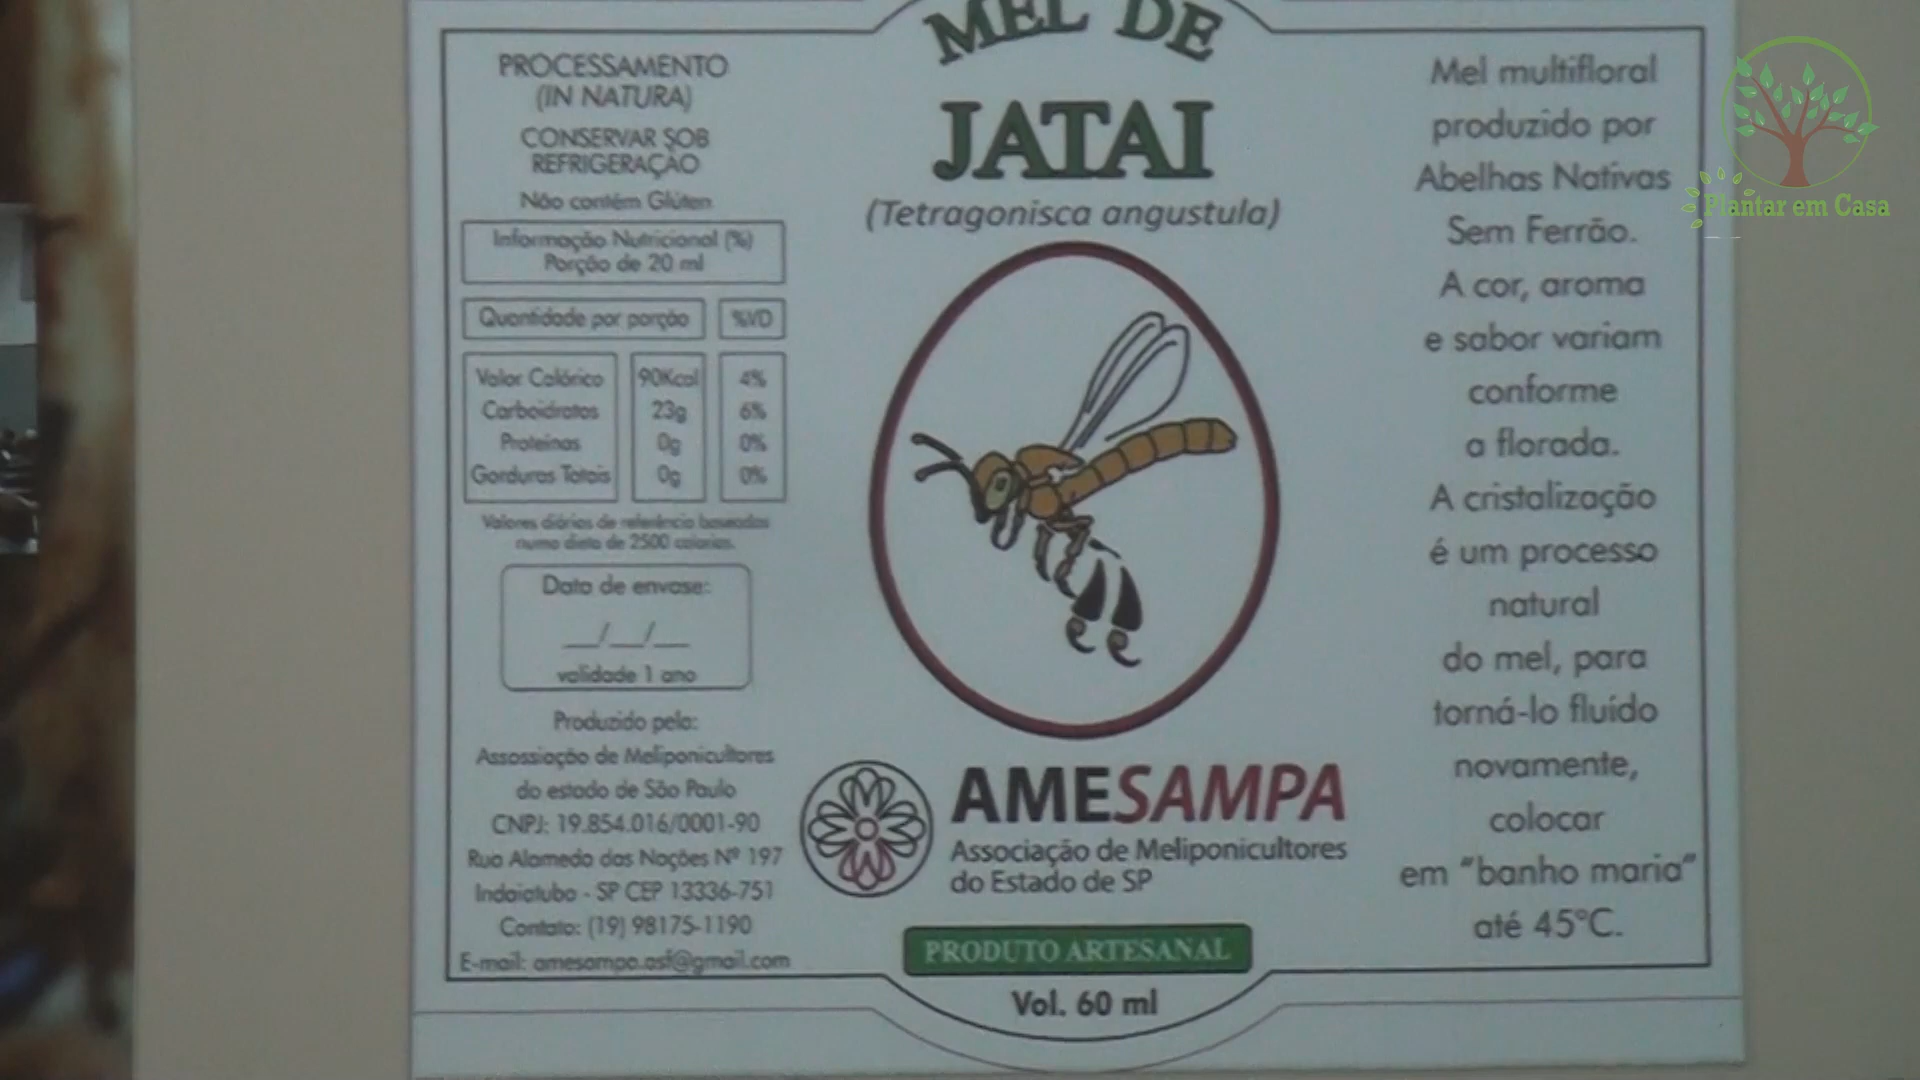 PROCESSAMENTO
(IN NATURA)
CONSERVAR SOB
REFRIGERAÇÃO
Não contém Glúten
Informação Nutricional (%)
Porção de 20 ml
Quantidade por porção %VD
Valor Calórico 90Kcal 4%
Carboidratos 23g 6%
Proteinas 0g 0%
Gorduras Totais 0g 0%
Valores diários de referência baseados
numa dieta de 2500 calorias.
Data de envase:
__/__/__
validade 1 ano
Produzido pela:
Assossiação de Meliponicultores
do estado de São Paulo
CNPJ: 19.854.016/0001-90
Rua Alameda das Nações Nº 197
Indaiatuba - SP CEP 13336-751
Contato: (19) 98175-1190
E-mail: amesampa.asf@gmail.com
MEL DE
JATAI
(Tetragonisca angustula)
AMESAMPA
Associação de Meliponicultores
do Estado de SP
PRODUTO ARTESANAL
Vol. 60 ml
Mel multifloral
produzido por
Abelhas Nativas
Sem Ferrão.
A cor, aroma
e sabor variam
conforme
a florada.
A cristalização
é um processo
natural
do mel, para
torná-lo fluído
novamente,
colocar
em “banho maria”
até 45ºC.
Plantar em Casa